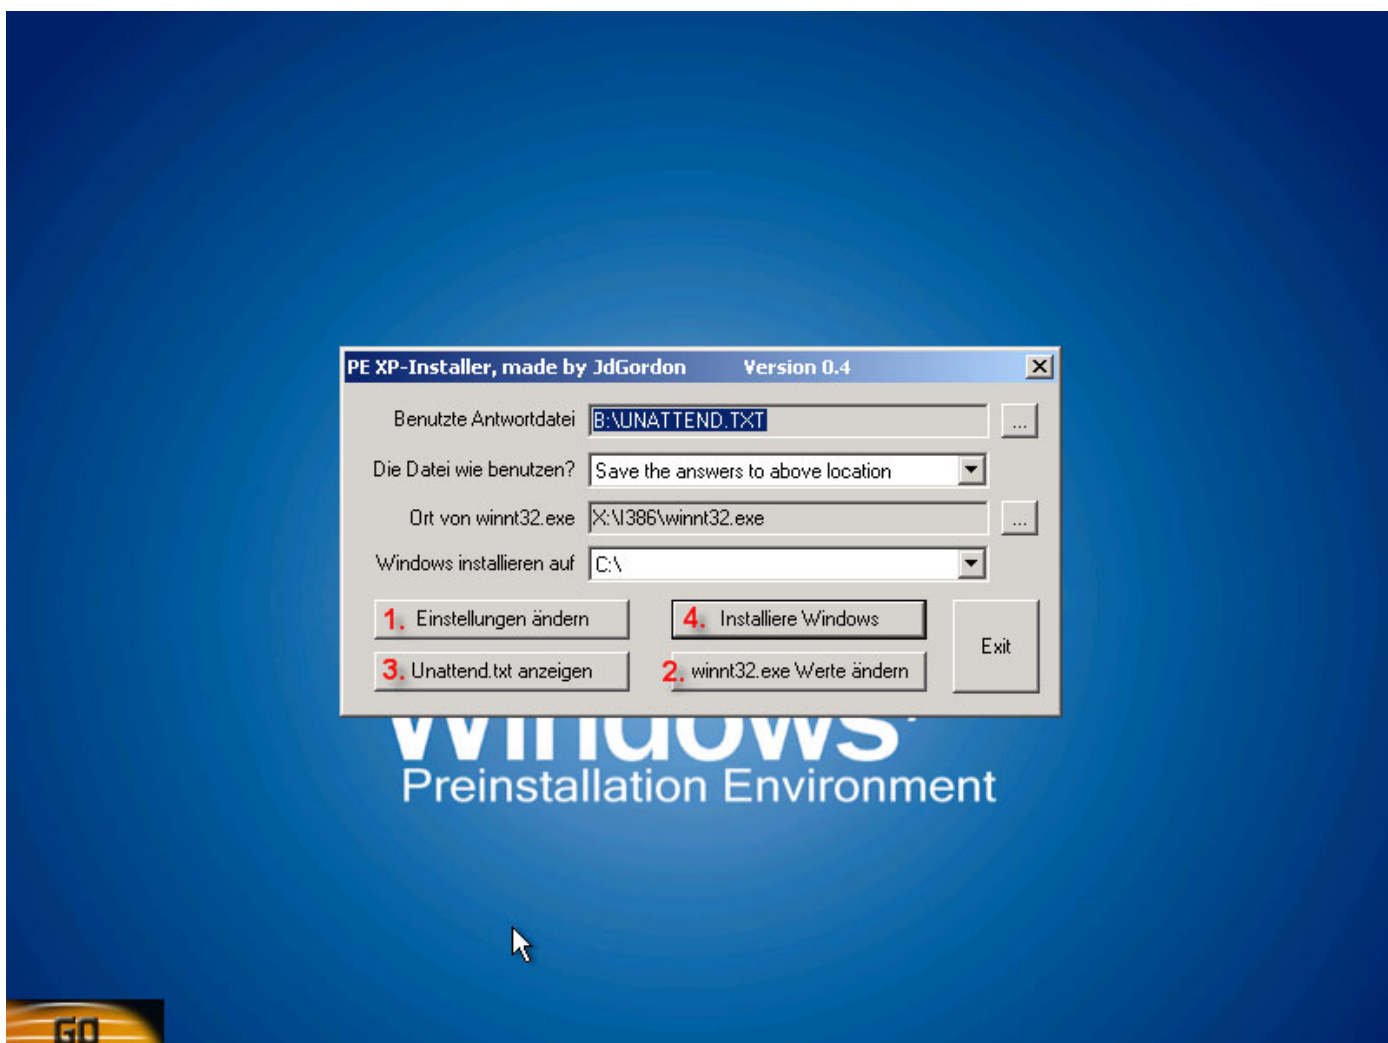 PE XP-Installer, made by JdGordon Version 0.4
Benutzte Antwortdatei B:\UNATTEND.TXT ...
Die Datei wie benutzen? Save the answers to above location
Ort von winnt32.exe X:\I386\winnt32.exe ...
Windows installieren auf C:\
1. Einstellungen ändern 4. Installiere Windows
Exit
3. Unattend.txt anzeigen 2. winnt32.exe Werte ändern
Windows
Preinstallation Environment
GO